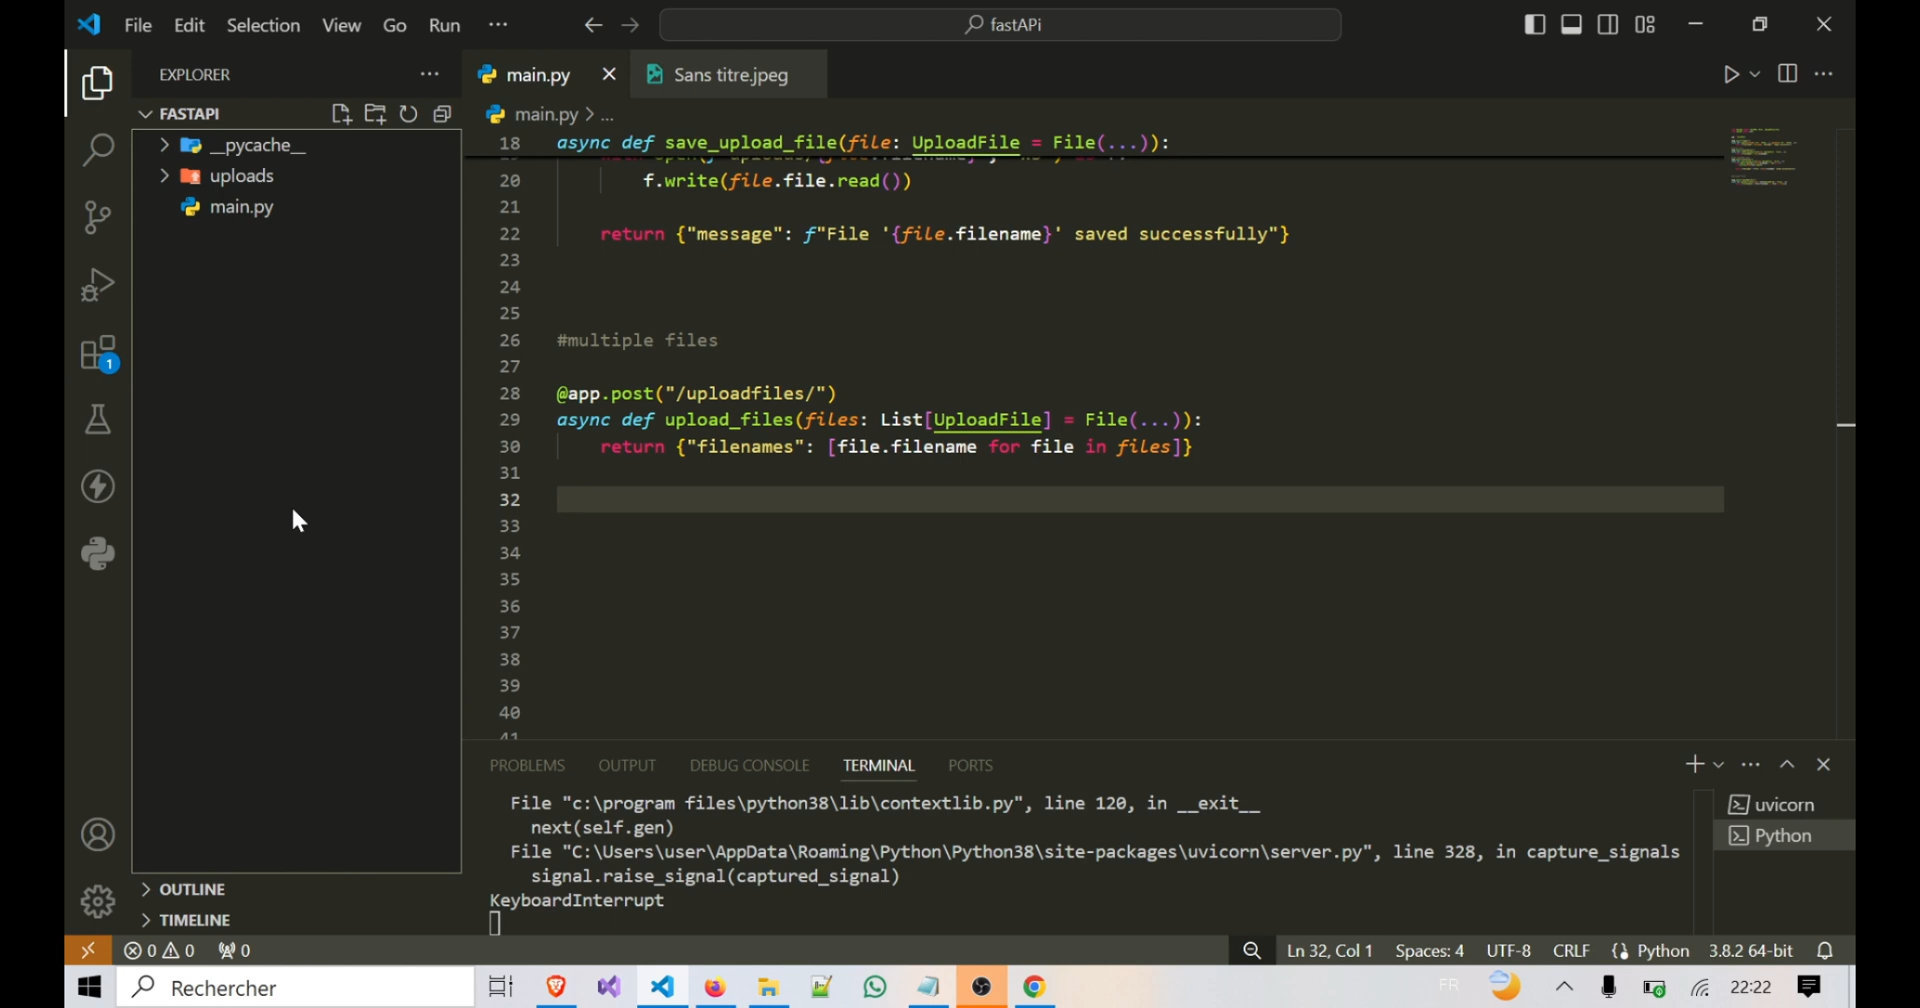 File Edit Selection View Go Run ··· fastAPi
EXPLORER ···
main.py
Sans titre.jpeg
FASTAPI
main.py > ...
__pycache__
uploads
main.py
18 async def save_upload_file(file: UploadFile = File(...)):
20 f.write(file.file.read())
21
22 return {"message": f"File '{file.filename}' saved successfully"}
23
24
25
26 #multiple files
27
28 @app.post("/uploadfiles/")
29 async def upload_files(files: List[UploadFile] = File(...)):
30 return {"filenames": [file.filename for file in files]}
31
32
33
34
35
36
37
38
39
40
41
1
PROBLEMS OUTPUT DEBUG CONSOLE TERMINAL PORTS
File "c:\program files\python38\lib\contextlib.py", line 120, in __exit__
next(self.gen)
File "C:\Users\user\AppData\Roaming\Python\Python38\site-packages\uvicorn\server.py", line 328, in capture_signals
signal.raise_signal(captured_signal)
KeyboardInterrupt
uvicorn
Python
OUTLINE
TIMELINE
0 0 0 Ln 32, Col 1 Spaces: 4 UTF-8 CRLF Python 3.8.2 64-bit
Rechercher FR 22:22